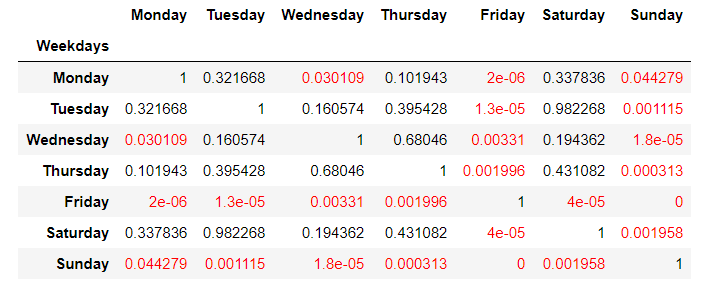 Monday Tuesday Wednesday Thursday Friday Saturday Sunday
Weekdays
Monday 1 0.321668 0.030109 0.101943 2e-06 0.337836 0.044279
Tuesday 0.321668 1 0.160574 0.395428 1.3e-05 0.982268 0.001115
Wednesday 0.030109 0.160574 1 0.68046 0.00331 0.194362 1.8e-05
Thursday 0.101943 0.395428 0.68046 1 0.001996 0.431082 0.000313
Friday 2e-06 1.3e-05 0.00331 0.001996 1 4e-05 0
Saturday 0.337836 0.982268 0.194362 0.431082 4e-05 1 0.001958
Sunday 0.044279 0.001115 1.8e-05 0.000313 0 0.001958 1